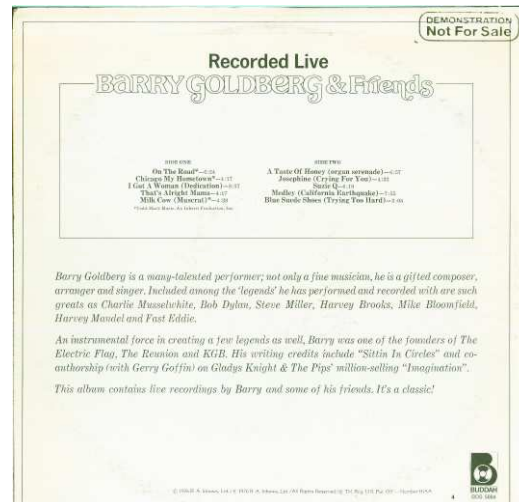 DEMONSTRATION
Not For Sale
Recorded Live
BARRY GOLDBERG & Friends
SIDE ONE
On The Road*
Chicago My Hometown*
I Got A Woman (Dedication)
That's Alright Mama
Milk Cow (Muscrat)*
SIDE TWO
A Taste Of Honey (organ serenade)
Josephine (Crying For You)
Suzie Q
Medley (California Earthquake)
Blue Suede Shoes (Trying Too Hard)
Barry Goldberg is a many-talented performer; not only a fine musician, he is a gifted composer,
arranger and singer. Included among the 'legends' he has performed and recorded with are such
greats as Charlie Musselwhite, Bob Dylan, Steve Miller, Harvey Brooks, Mike Bloomfield,
Harvey Mandel and Fast Eddie.
An instrumental force in creating a few legends as well, Barry was one of the founders of The
Electric Flag, The Reunion and KGB. His writing credits include "Sittin In Circles" and co-
authorship (with Gerry Goffin) on Gladys Knight & The Pips' million-selling "Imagination".
This album contains live recordings by Barry and some of his friends. It's a classic!
BUDDAH
4